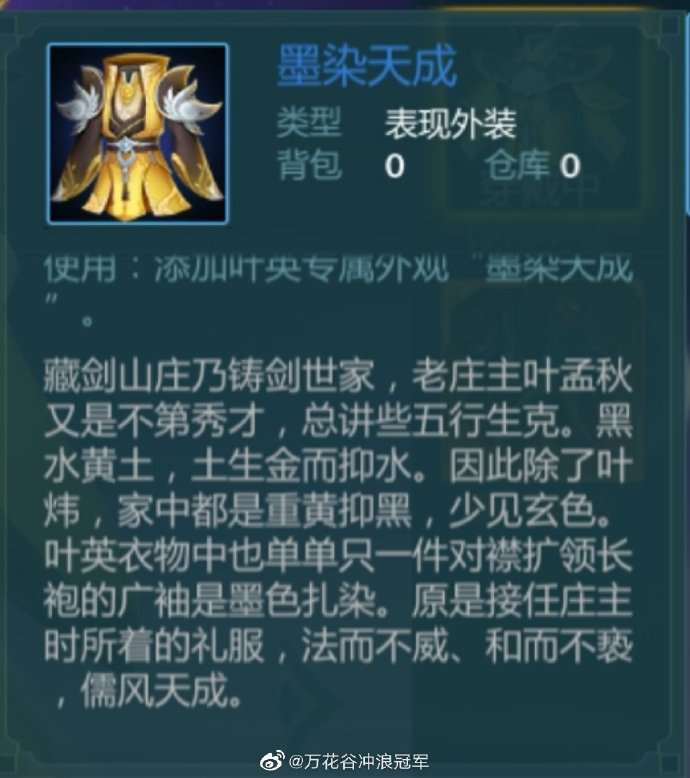 墨染天成
类型 表现外装
背包 0 仓库 0
使用：添加叶英专属外观“墨染天成
”。
藏剑山庄乃铸剑世家，老庄主叶孟秋
又是不第秀才，总讲些五行生克。黑
水黄土，土生金而抑水。因此除了叶
炜，家中都是重黄抑黑，少见玄色。
叶英衣物中也单单只一件对襟扩领长
袍的广袖是墨色扎染。原是接任庄主
时所着的礼服，法而不威、和而不亵
，儒风天成。
@万花谷冲浪冠军